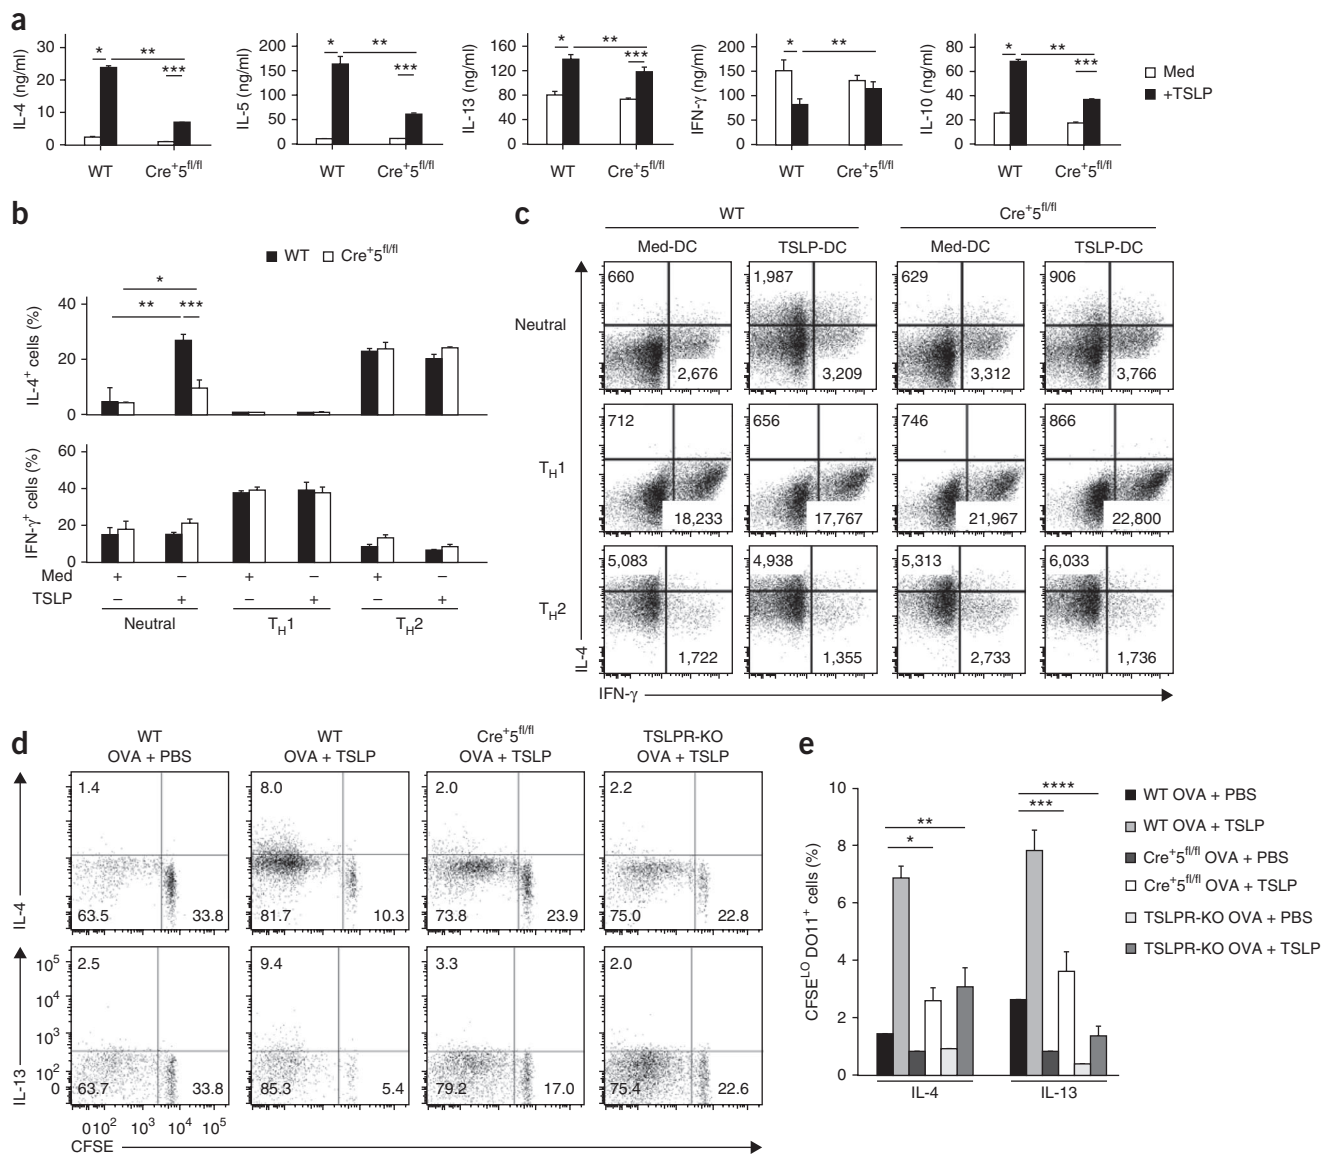 a
IL-4 (ng/ml)
30
20
10
0
* ** ***
WT Cre⁺5ᶠˡ/ᶠˡ
IL-5 (ng/ml)
200
150
100
50
0
* ** ***
WT Cre⁺5ᶠˡ/ᶠˡ
IL-13 (ng/ml)
160
120
80
40
0
* ** ***
WT Cre⁺5ᶠˡ/ᶠˡ
IFN-γ (ng/ml)
200
150
100
50
0
* **
WT Cre⁺5ᶠˡ/ᶠˡ
IL-10 (ng/ml)
80
60
40
20
0
* ** ***
WT Cre⁺5ᶠˡ/ᶠˡ
Med
+TSLP
b
WT Cre⁺5ᶠˡ/ᶠˡ
IL-4⁺ cells (%)
40
20
0
*
** ***
IFN-γ⁺ cells (%)
60
40
20
0
Med + – + – + –
TSLP – + – + – +
Neutral T_H1 T_H2
c
WT Cre⁺5ᶠˡ/ᶠˡ
Med-DC TSLP-DC Med-DC TSLP-DC
Neutral
660 1,987 629 906
2,676 3,209 3,312 3,766
T_H1
712 656 746 866
18,233 17,767 21,967 22,800
T_H2
5,083 4,938 5,313 6,033
1,722 1,355 2,733 1,736
IL-4
IFN-γ
d
WT WT Cre⁺5ᶠˡ/ᶠˡ TSLPR-KO
OVA + PBS OVA + TSLP OVA + TSLP OVA + TSLP
1.4 8.0 2.0 2.2
63.5 33.8 81.7 10.3 73.8 23.9 75.0 22.8
IL-4
2.5 9.4 3.3 2.0
63.7 33.8 85.3 5.4 79.2 17.0 75.4 22.6
IL-13
10⁵
10⁴
10³
10²
0
0 10² 10³ 10⁴ 10⁵
CFSE
e
CFSEᴸᴼ DO11⁺ cells (%)
10
8
6
4
2
0
**
*
****
***
IL-4 IL-13
WT OVA + PBS
WT OVA + TSLP
Cre⁺5ᶠˡ/ᶠˡ OVA + PBS
Cre⁺5ᶠˡ/ᶠˡ OVA + TSLP
TSLPR-KO OVA + PBS
TSLPR-KO OVA + TSLP